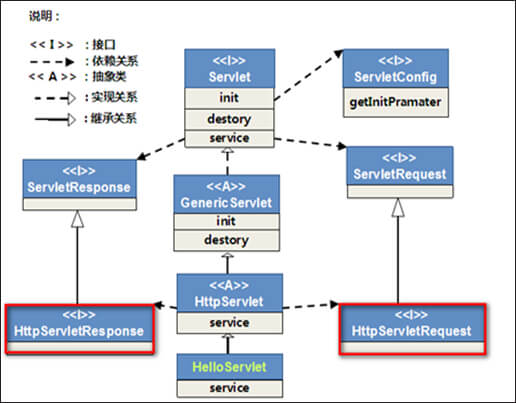 说明：
<< I >> ：接口
：依赖关系
<< A >> ：抽象类
：实现关系
：继承关系
<<I>>
Servlet
init
destory
service
<<I>>
ServletConfig
getInitPramater
<<I>>
ServletResponse
<<A>>
GenericServlet
init
destory
<<I>>
ServletRequest
<<I>>
HttpServletResponse
<<A>>
HttpServlet
service
<<I>>
HttpServletRequest
HelloServlet
service